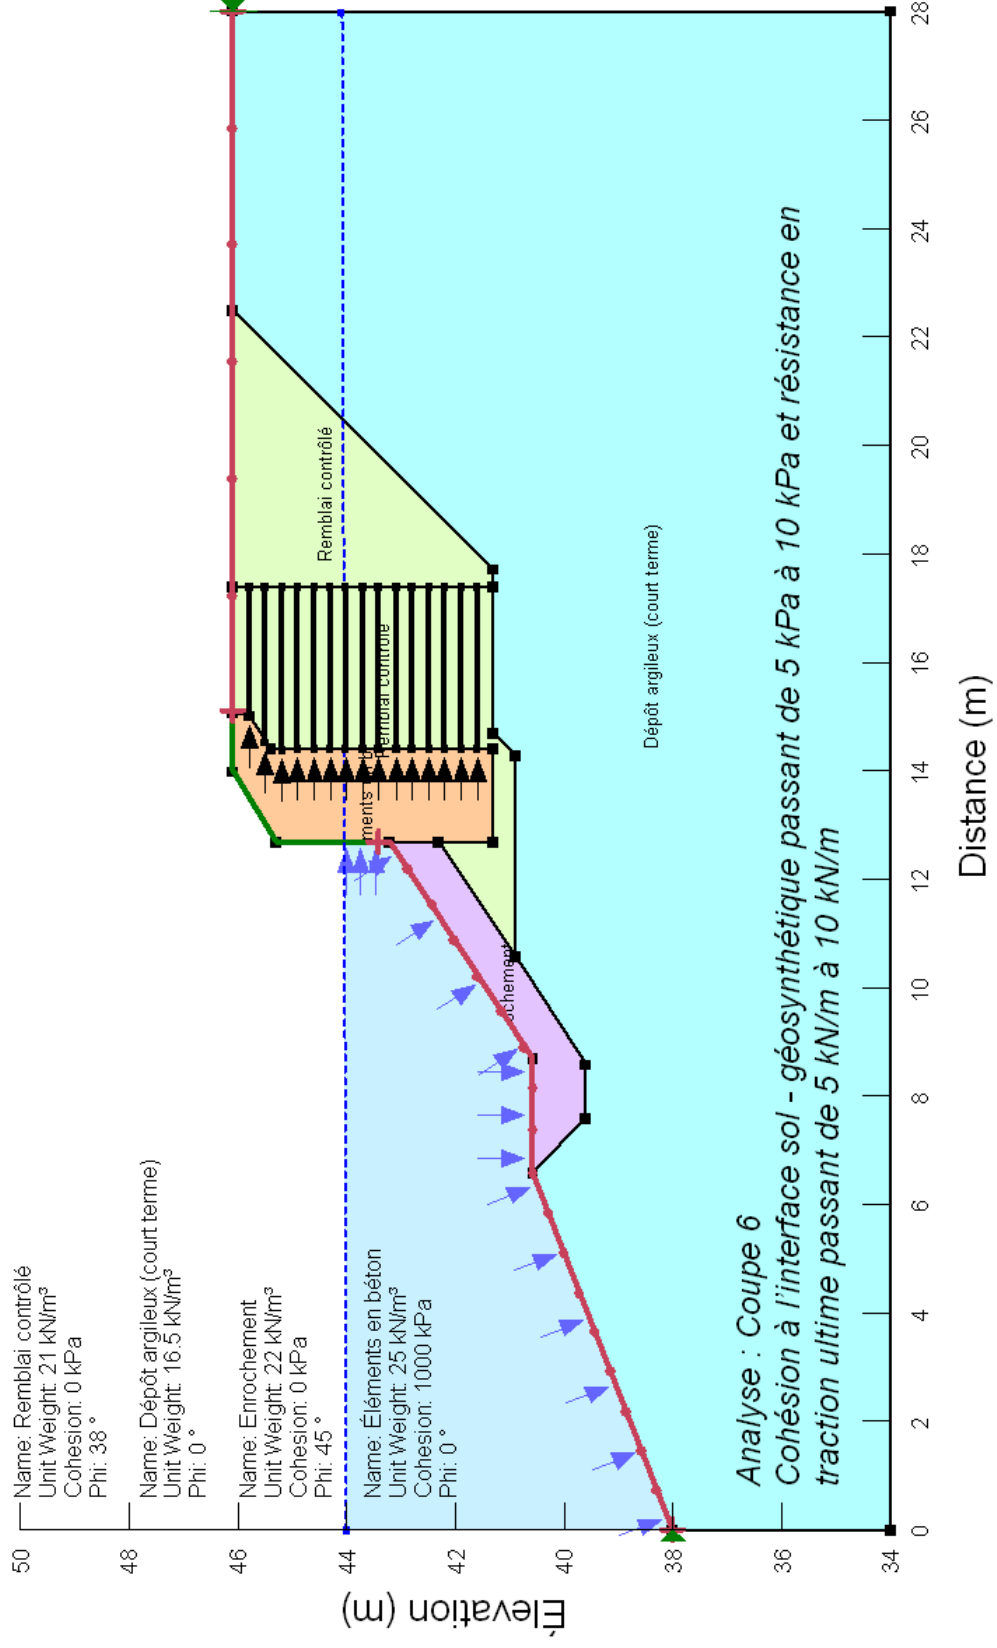 Name: Remblai contrôlé
Unit Weight: 21 kN/m³
Cohesion: 0 kPa
Phi: 38 °
Name: Dépôt argileux (court terme)
Unit Weight: 16.5 kN/m³
Phi: 0 °
Name: Enrochement
Unit Weight: 22 kN/m³
Cohesion: 0 kPa
Phi: 45 °
Name: Éléments en béton
Unit Weight: 25 kN/m³
Cohesion: 1000 kPa
Phi: 0 °
Remblai contrôlé
Remblai contrôlé
ments
b
ochement
Dépôt argileux (court terme)
Analyse : Coupe 6
Cohésion à l'interface sol - géosynthétique passant de 5 kPa à 10 kPa et résistance en
traction ultime passant de 5 kN/m à 10 kN/m
Élevation (m)
50
48
46
44
42
40
38
36
34
0
2
4
6
8
10
12
14
16
18
20
22
24
26
28
Distance (m)